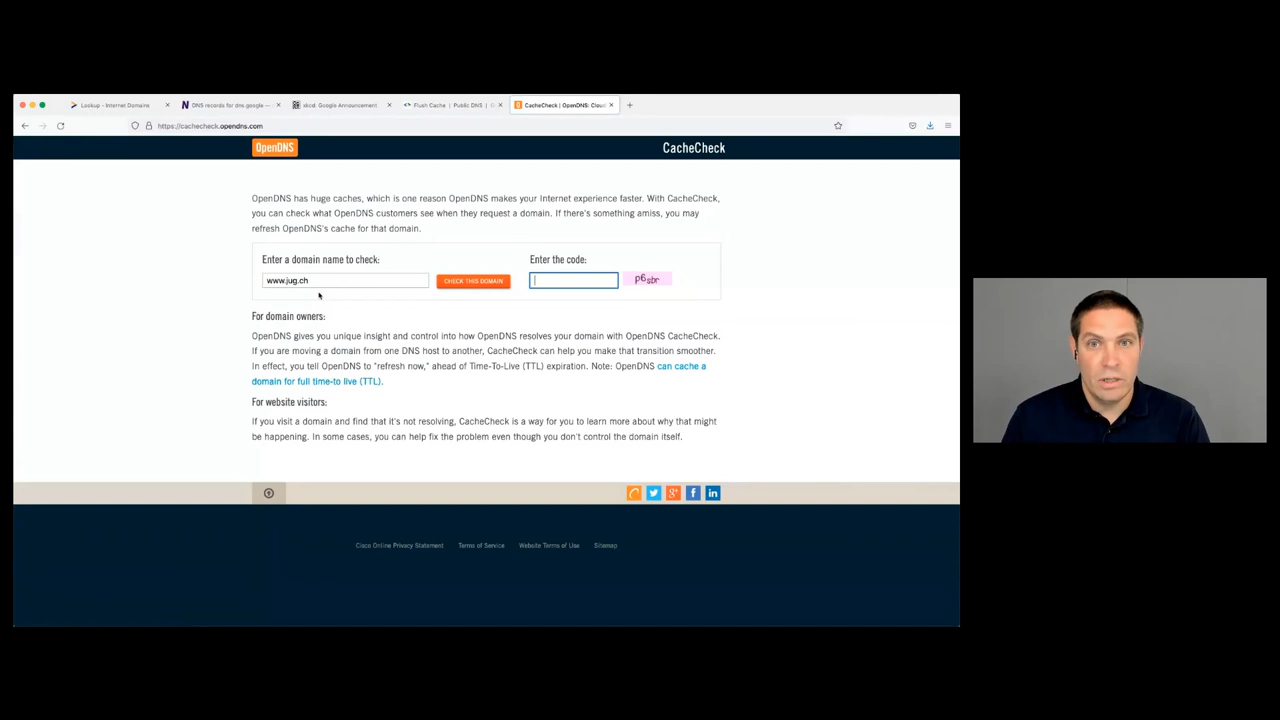 Lookup - Internet Domains
DNS records for dns.google —
xkcd: Google Announcement
Flush Cache | Public DNS | G
CacheCheck | OpenDNS: Clou
https://cachecheck.opendns.com
OpenDNS
CacheCheck
OpenDNS has huge caches, which is one reason OpenDNS makes your Internet experience faster. With CacheCheck,
you can check what OpenDNS customers see when they request a domain. If there's something amiss, you may
refresh OpenDNS's cache for that domain.
Enter a domain name to check:
Enter the code:
www.jug.ch
CHECK THIS DOMAIN
p6sbr
For domain owners:
OpenDNS gives you unique insight and control into how OpenDNS resolves your domain with OpenDNS CacheCheck.
If you are moving a domain from one DNS host to another, CacheCheck can help you make that transition smoother.
In effect, you tell OpenDNS to "refresh now," ahead of Time-To-Live (TTL) expiration. Note: OpenDNS can cache a
domain for full time-to live (TTL).
For website visitors:
If you visit a domain and find that it's not resolving, CacheCheck is a way for you to learn more about why that might
be happening. In some cases, you can help fix the problem even though you don't control the domain itself.
Cisco Online Privacy Statement
Terms of Service
Website Terms of Use
Sitemap